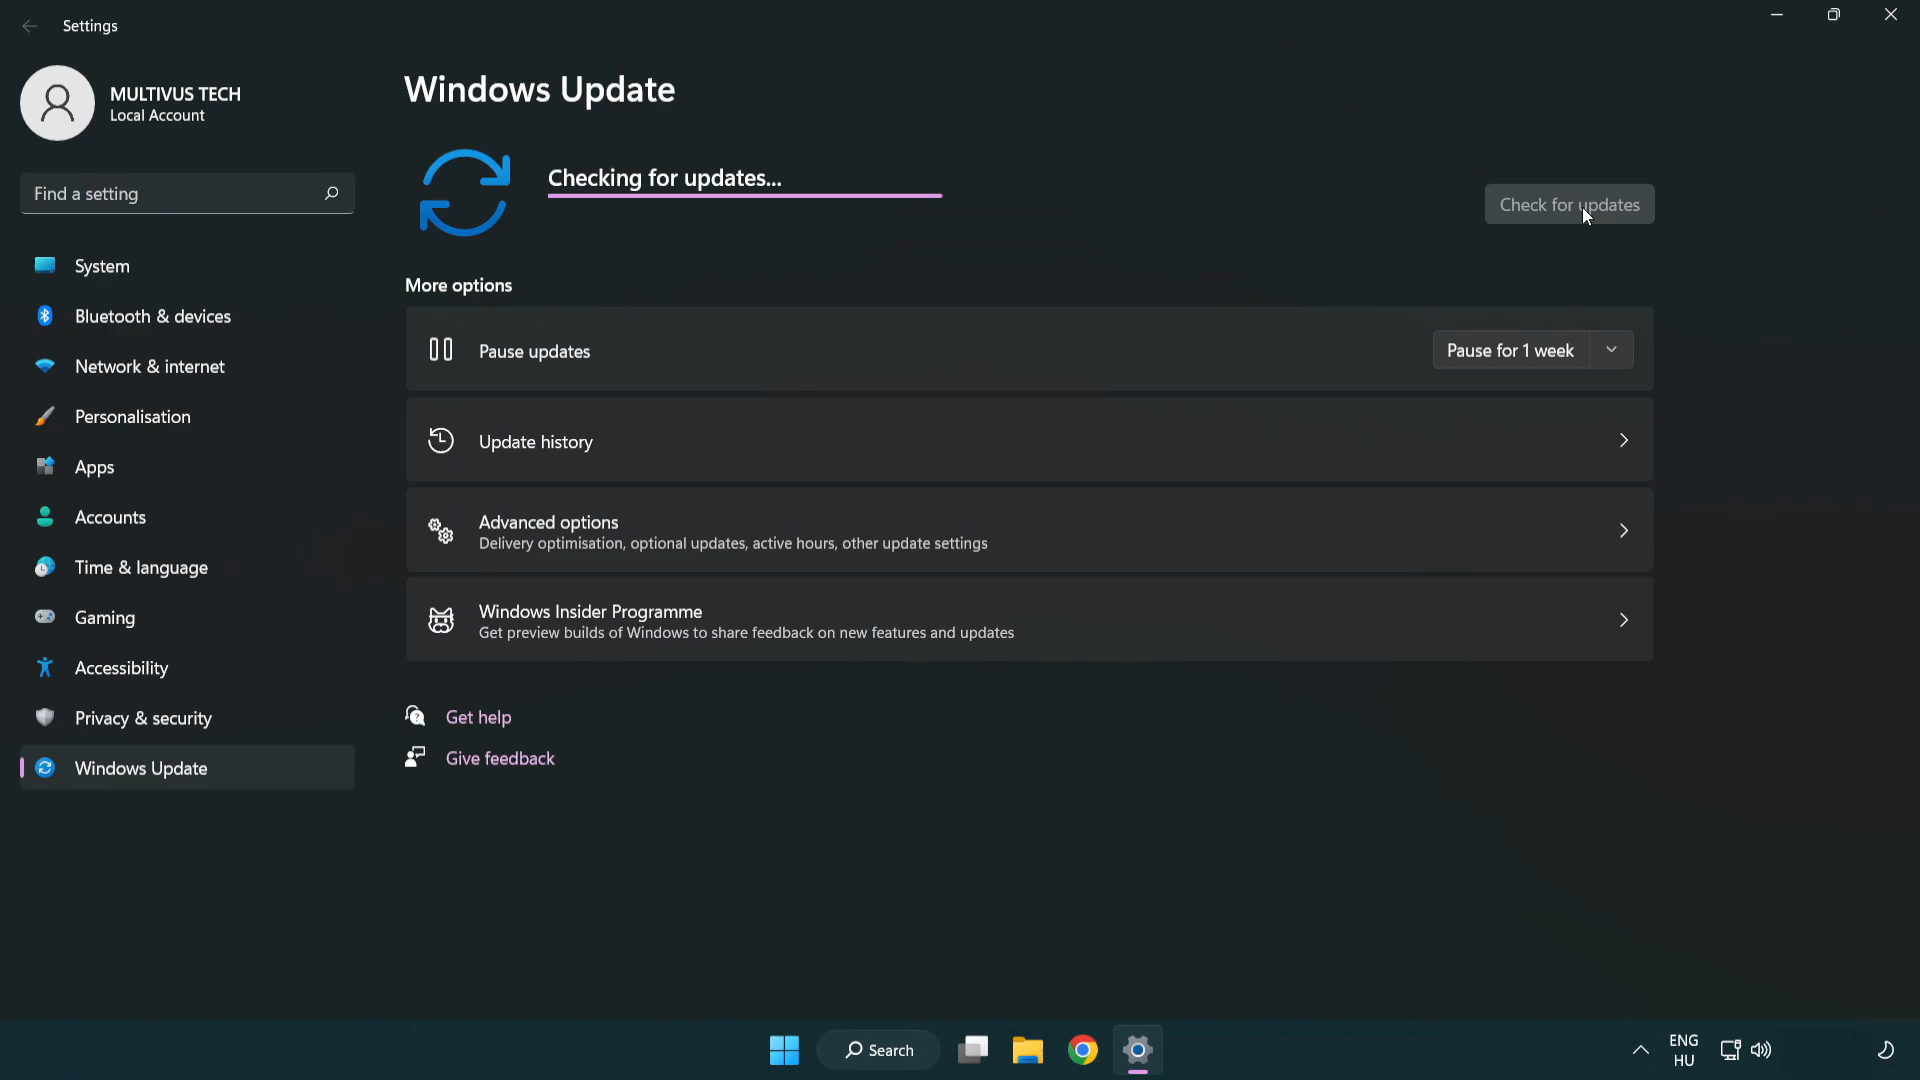 Settings
MULTIVUS TECH
Local Account
Find a setting
System
Bluetooth & devices
Network & internet
Personalisation
Apps
Accounts
Time & language
Gaming
Accessibility
Privacy & security
Windows Update
Windows Update
Checking for updates...
Check for updates
More options
Pause updates
Pause for 1 week
Update history
Advanced options
Delivery optimisation, optional updates, active hours, other update settings
Windows Insider Programme
Get preview builds of Windows to share feedback on new features and updates
Get help
Give feedback
Search
ENG
HU